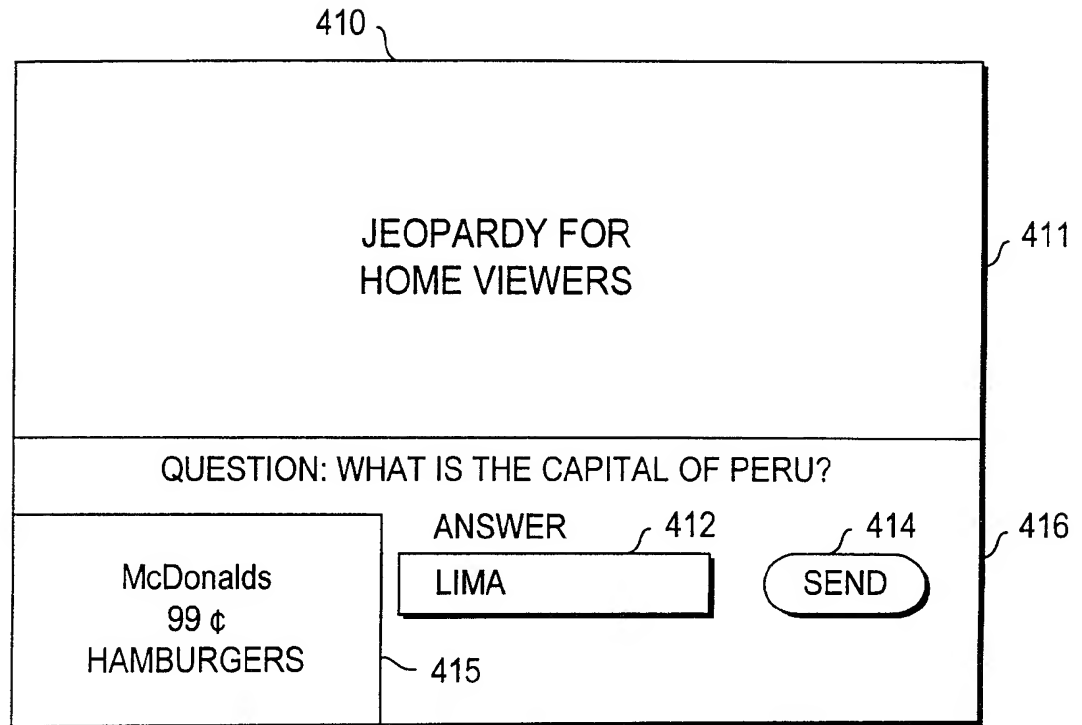 410
JEOPARDY FOR
HOME VIEWERS
411
QUESTION: WHAT IS THE CAPITAL OF PERU?
ANSWER
412
414
416
LIMA
SEND
McDonalds
99 ¢
HAMBURGERS
415